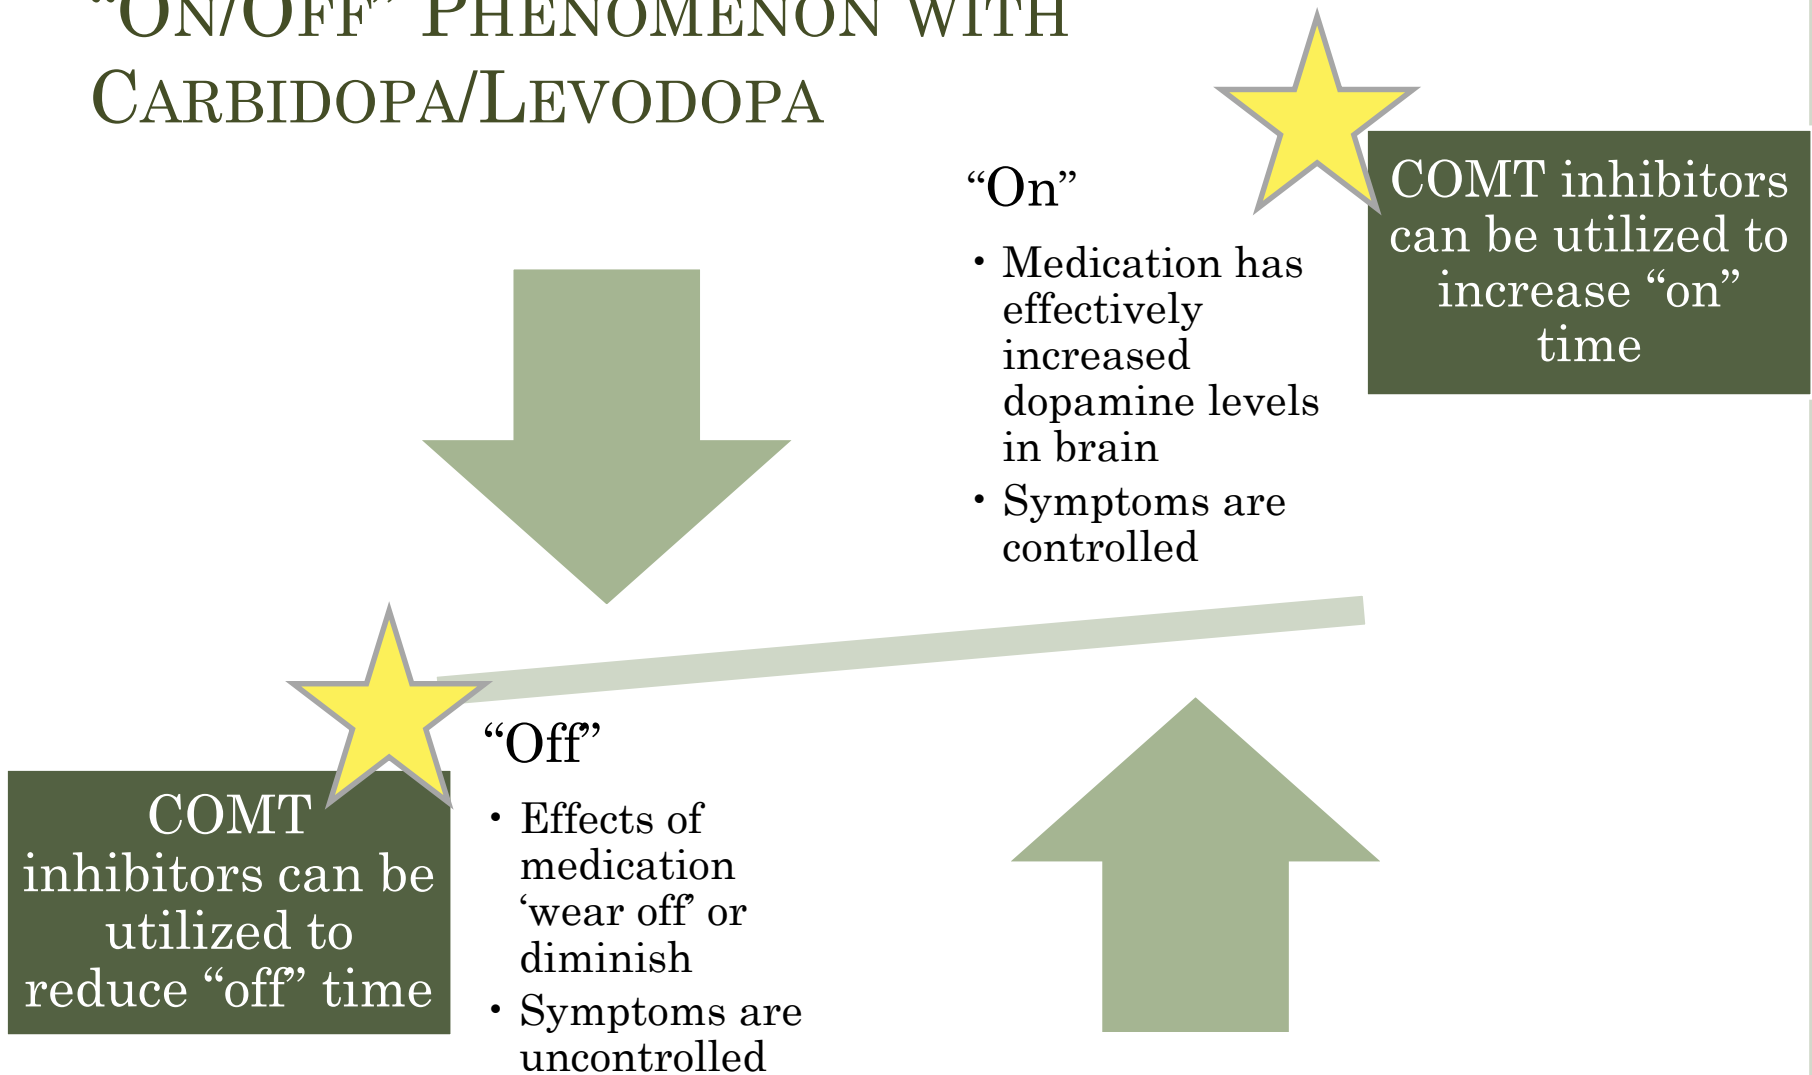 “ON/OFF” PHENOMENON WITH
CARBIDOPA/LEVODOPA
“On”
• Medication has
effectively
increased
dopamine levels
in brain
• Symptoms are
controlled
COMT inhibitors
can be utilized to
increase “on”
time
COMT
inhibitors can be
utilized to
reduce “off” time
“Off”
• Effects of
medication
‘wear off’ or
diminish
• Symptoms are
uncontrolled